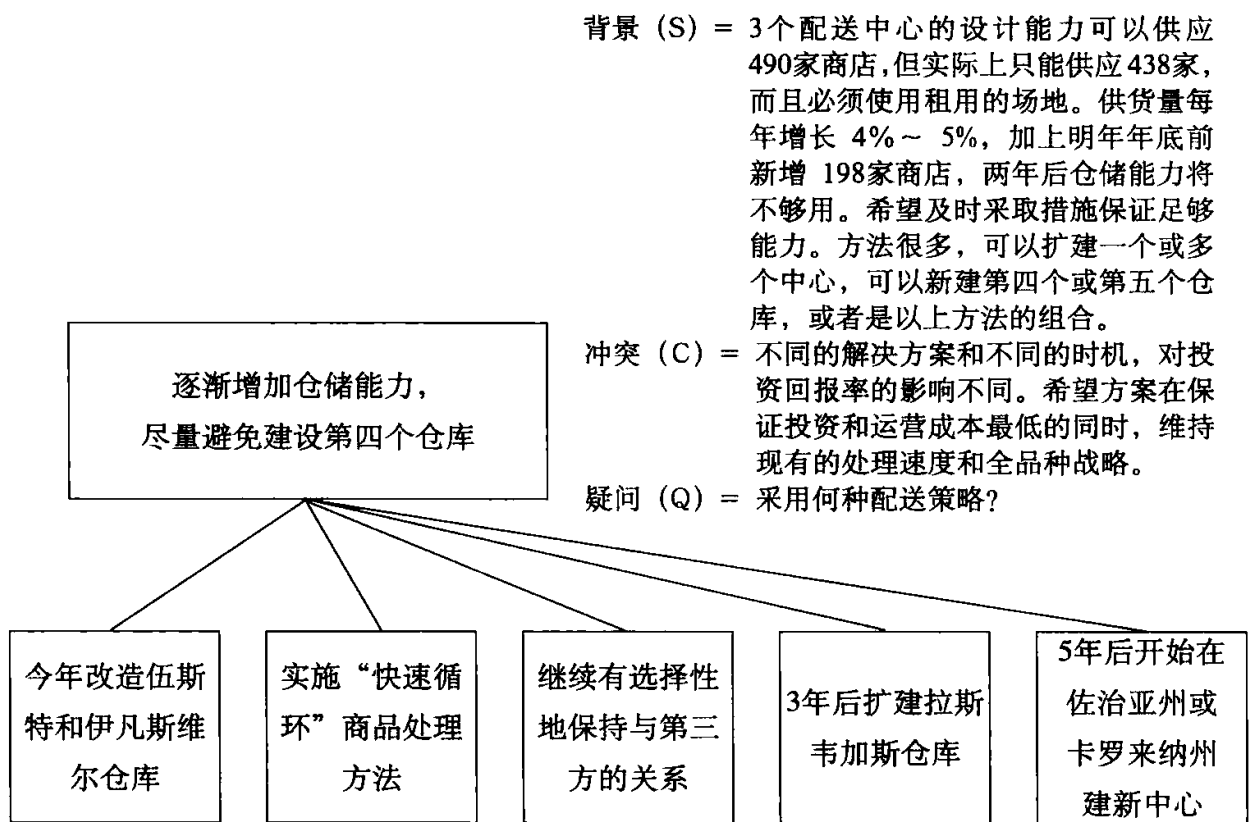 背景（S）= 3个配送中心的设计能力可以供应
490家商店,但实际上只能供应438家,
而且必须使用租用的场地。供货量每
年增长 4%～ 5%，加上明年年底前
新增 198家商店，两年后仓储能力将
不够用。希望及时采取措施保证足够
能力。方法很多，可以扩建一个或多
个中心，可以新建第四个或第五个仓
库，或者是以上方法的组合。
冲突（C）= 不同的解决方案和不同的时机，对投
资回报率的影响不同。希望方案在保
证投资和运营成本最低的同时，维持
现有的处理速度和全品种战略。
疑问（Q）= 采用何种配送策略?
逐渐增加仓储能力，
尽量避免建设第四个仓库
今年改造伍斯
特和伊凡斯维
尔仓库
实施“快速循
环”商品处理
方法
继续有选择性
地保持与第三
方的关系
3年后扩建拉斯
韦加斯仓库
5年后开始在
佐治亚州或
卡罗来纳州
建新中心